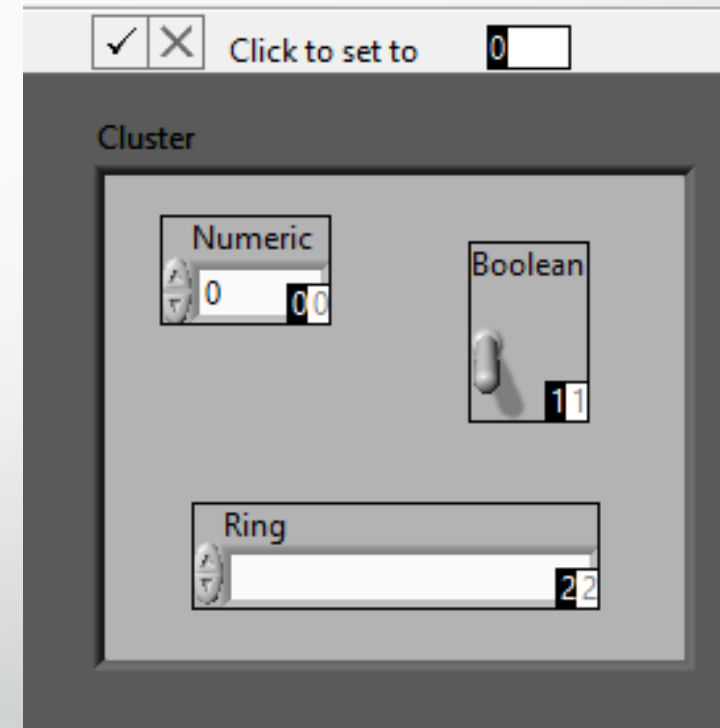 Click to set to 0
Cluster
Numeric
0 0 0
Boolean
1 1
Ring
2 2